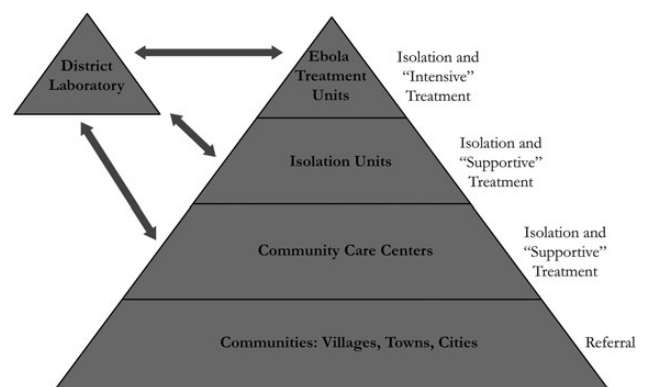 District
Laboratory
Ebola
Treatment
Units
Isolation and
“Intensive”
Treatment
Isolation Units
Isolation and
“Supportive”
Treatment
Community Care Centers
Isolation and
“Supportive”
Treatment
Communities: Villages, Towns, Cities
Referral